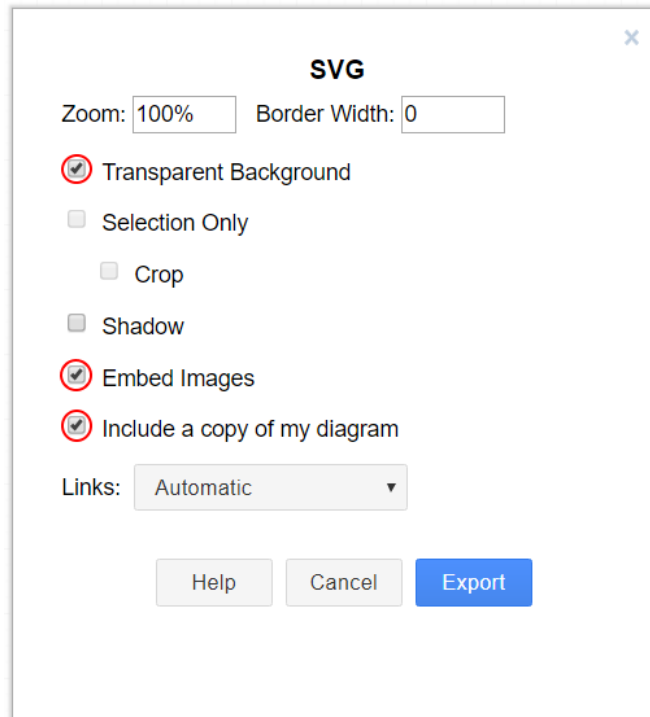 SVG
Zoom: 100% Border Width: 0
Transparent Background
Selection Only
Crop
Shadow
Embed Images
Include a copy of my diagram
Links: Automatic
Help Cancel Export